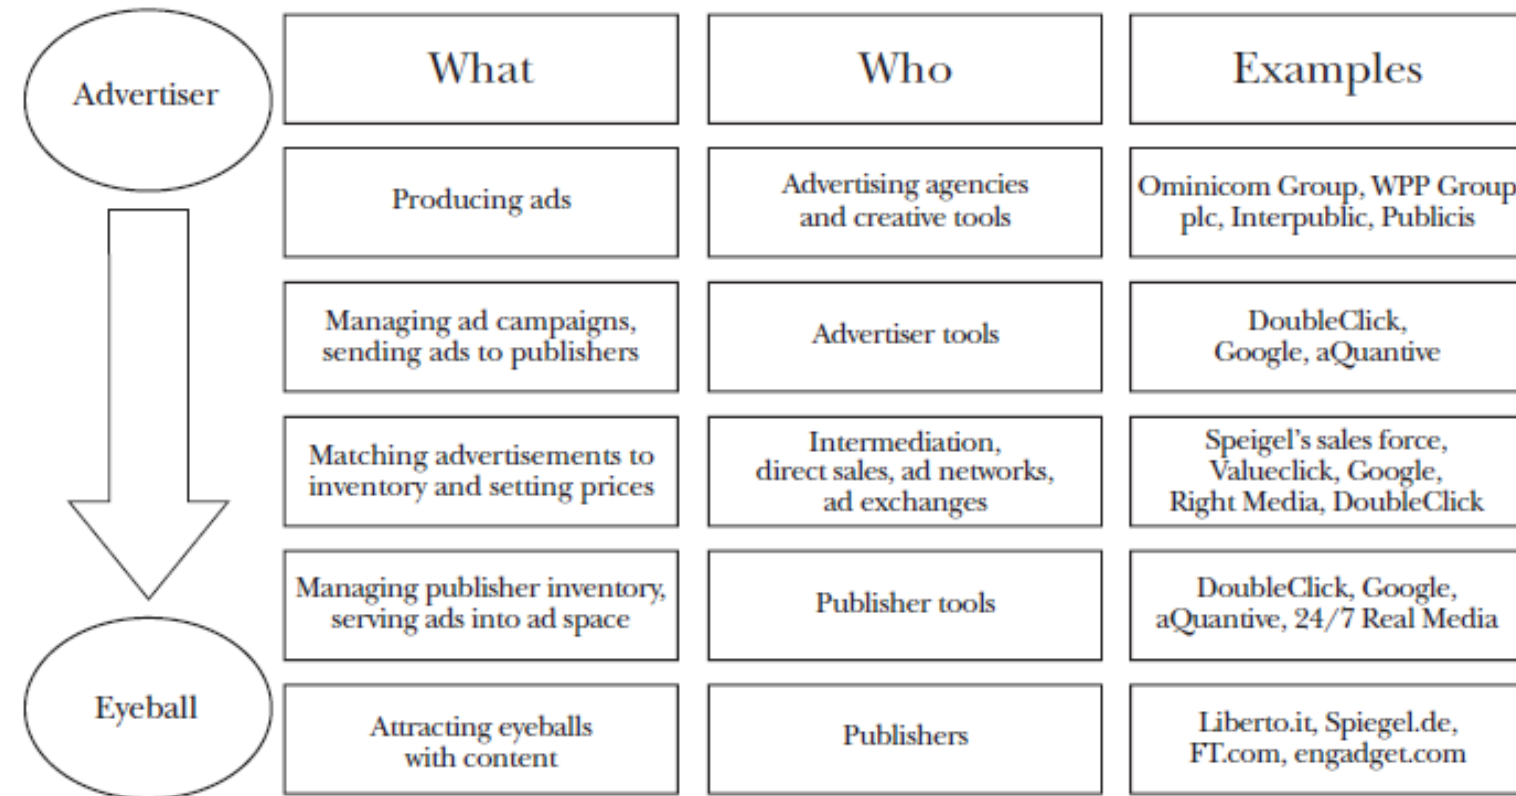 Advertiser
What
Who
Examples
Producing ads
Advertising agencies
and creative tools
Ominicom Group, WPP Group
plc, Interpublic, Publicis
Managing ad campaigns,
sending ads to publishers
Advertiser tools
DoubleClick,
Google, aQuantive
Matching advertisements to
inventory and setting prices
Intermediation,
direct sales, ad networks,
ad exchanges
Speigel's sales force,
Valueclick, Google,
Right Media, DoubleClick
Managing publisher inventory,
serving ads into ad space
Publisher tools
DoubleClick, Google,
aQuantive, 24/7 Real Media
Eyeball
Attracting eyeballs
with content
Publishers
Liberto.it, Spiegel.de,
FT.com, engadget.com